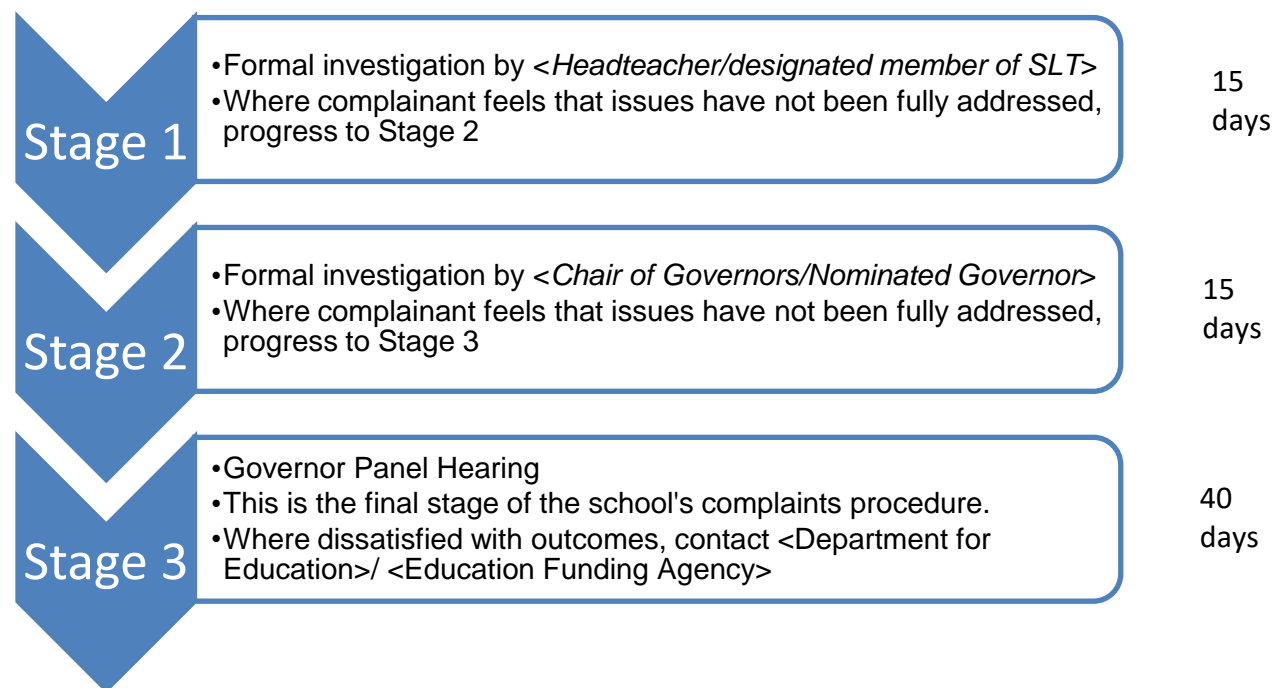 Stage 1
•Formal investigation by <Headteacher/designated member of SLT>
•Where complainant feels that issues have not been fully addressed,
progress to Stage 2
15
days
Stage 2
•Formal investigation by <Chair of Governors/Nominated Governor>
•Where complainant feels that issues have not been fully addressed,
progress to Stage 3
15
days
Stage 3
•Governor Panel Hearing
•This is the final stage of the school's complaints procedure.
•Where dissatisfied with outcomes, contact <Department for
Education>/ <Education Funding Agency>
40
days